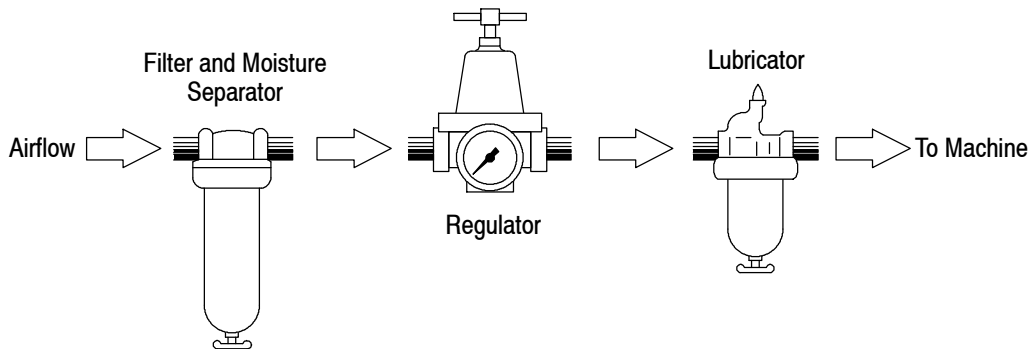 Filter and Moisture
Separator
Lubricator
Airflow
To Machine
Regulator